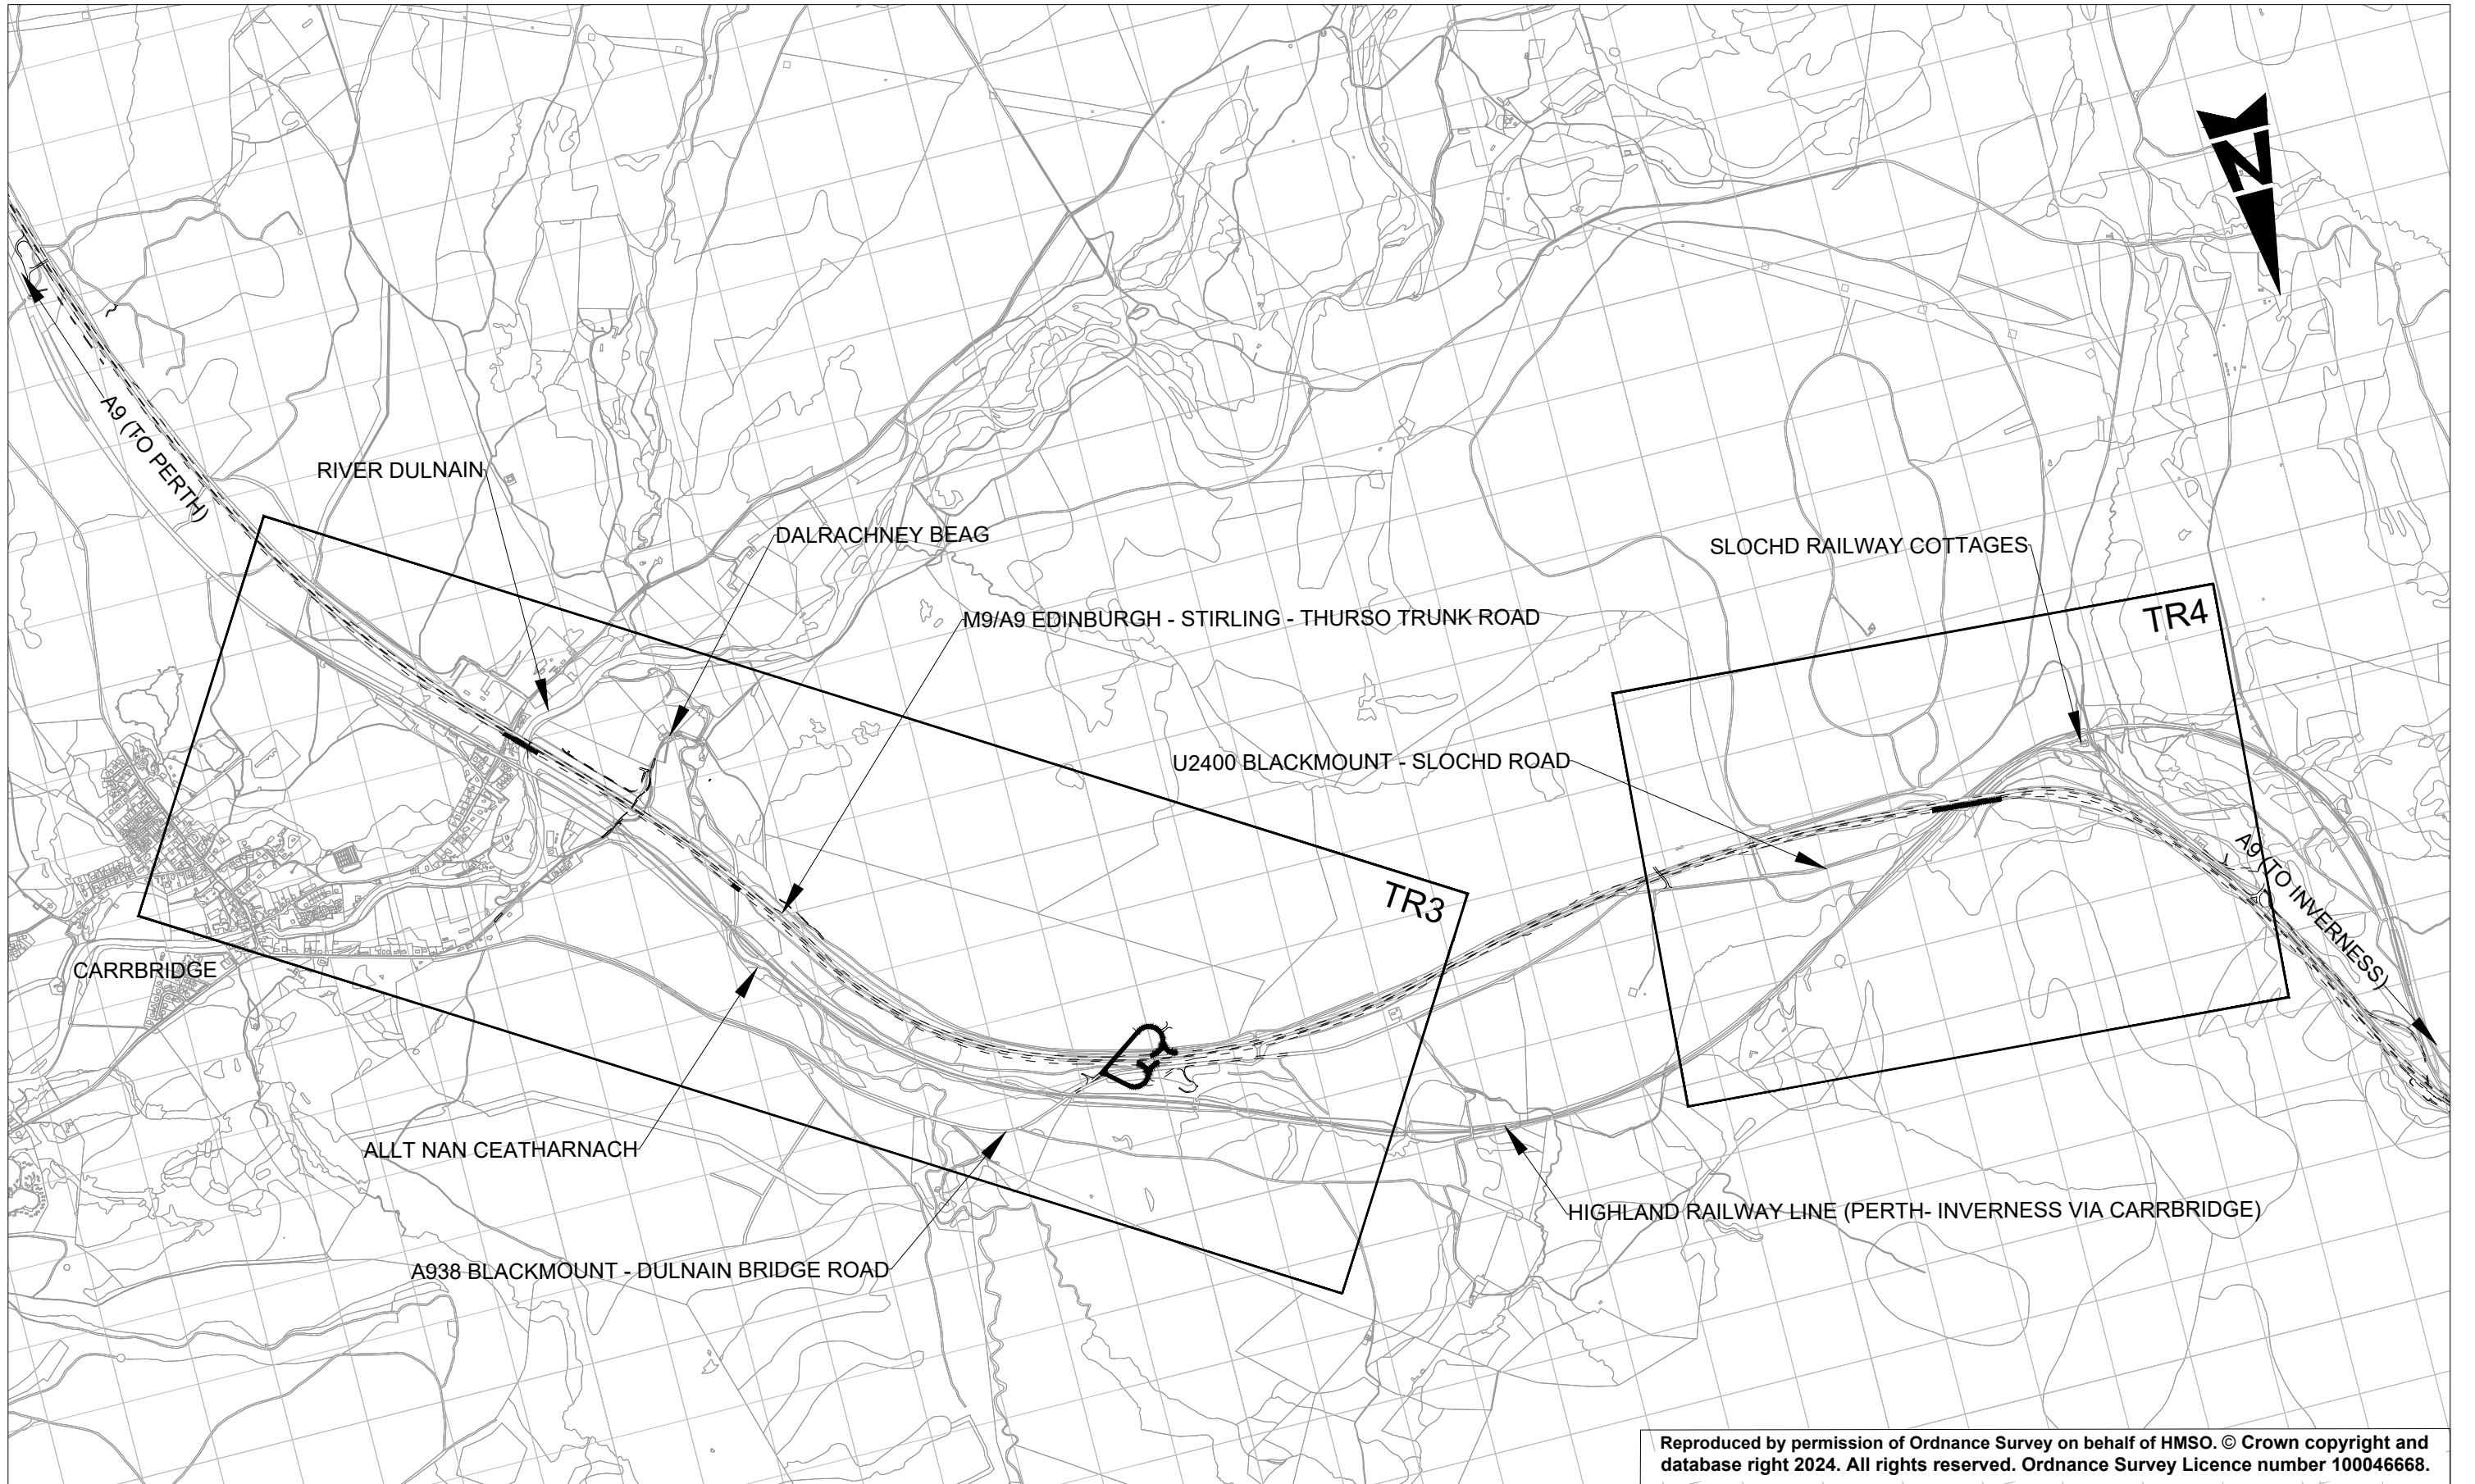 N
A9 (TO PERTH)
RIVER DULNAIN
DALRACHNEY BEAG
SLOCHD RAILWAY COTTAGES
M9/A9 EDINBURGH - STIRLING - THURSO TRUNK ROAD
TR4
U2400 BLACKMOUNT - SLOCHD ROAD
TR3
A9 (TO INVERNESS)
CARRBRIDGE
ALLT NAN CEATHARNACH
HIGHLAND RAILWAY LINE (PERTH- INVERNESS VIA CARRBRIDGE)
A938 BLACKMOUNT - DULNAIN BRIDGE ROAD
Reproduced by permission of Ordnance Survey on behalf of HMSO. © Crown copyright and
database right 2024. All rights reserved. Ordnance Survey Licence number 100046668.